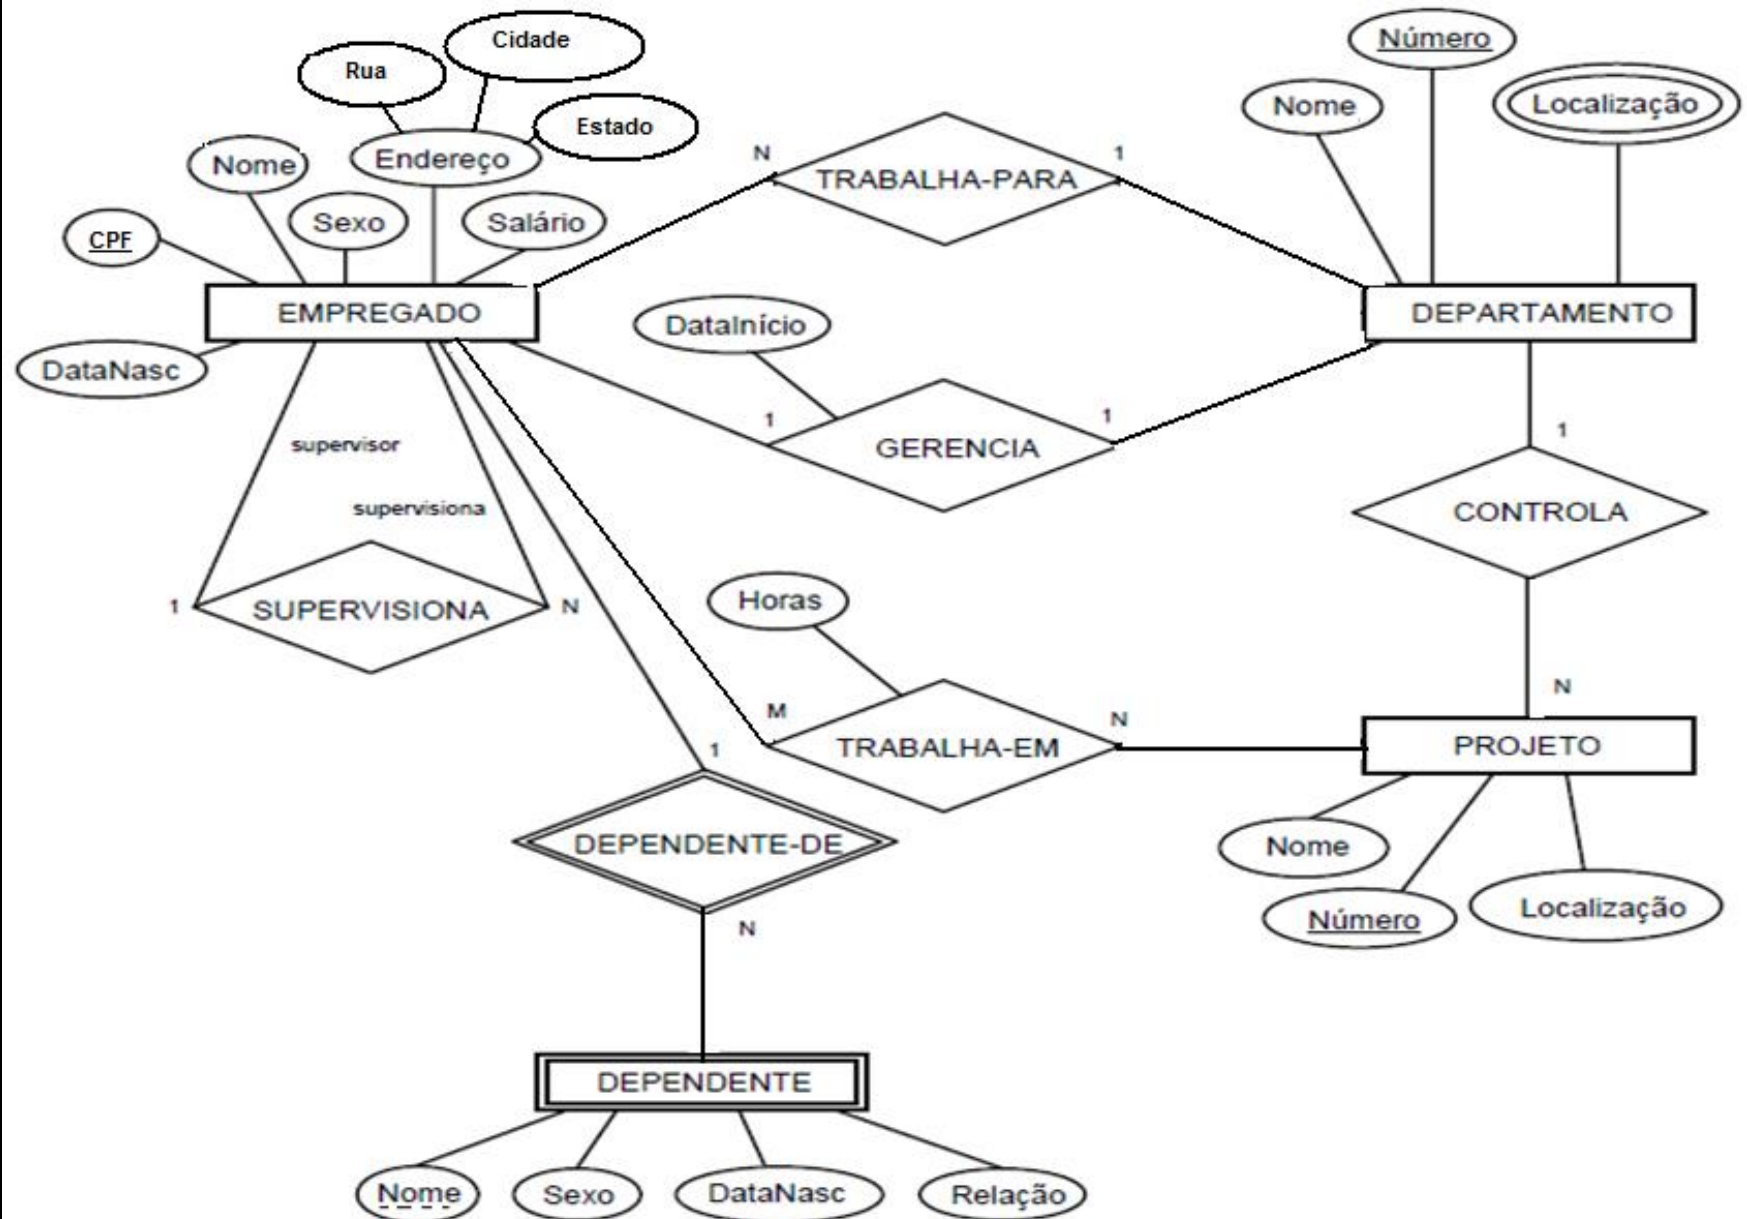 Cidade
Número
Rua
Nome
Localização
Estado
N
1
Endereço
Nome
TRABALHA-PARA
Sexo
Salário
CPF
EMPREGADO
DEPARTAMENTO
DataInício
DataNasc
1
1
supervisor
GERENCIA
1
supervisiona
CONTROLA
1
SUPERVISIONA
N
Horas
N
M
N
1
TRABALHA-EM
PROJETO
DEPENDENTE-DE
Nome
N
Número
Localização
DEPENDENTE
Nome
Sexo
DataNasc
Relação